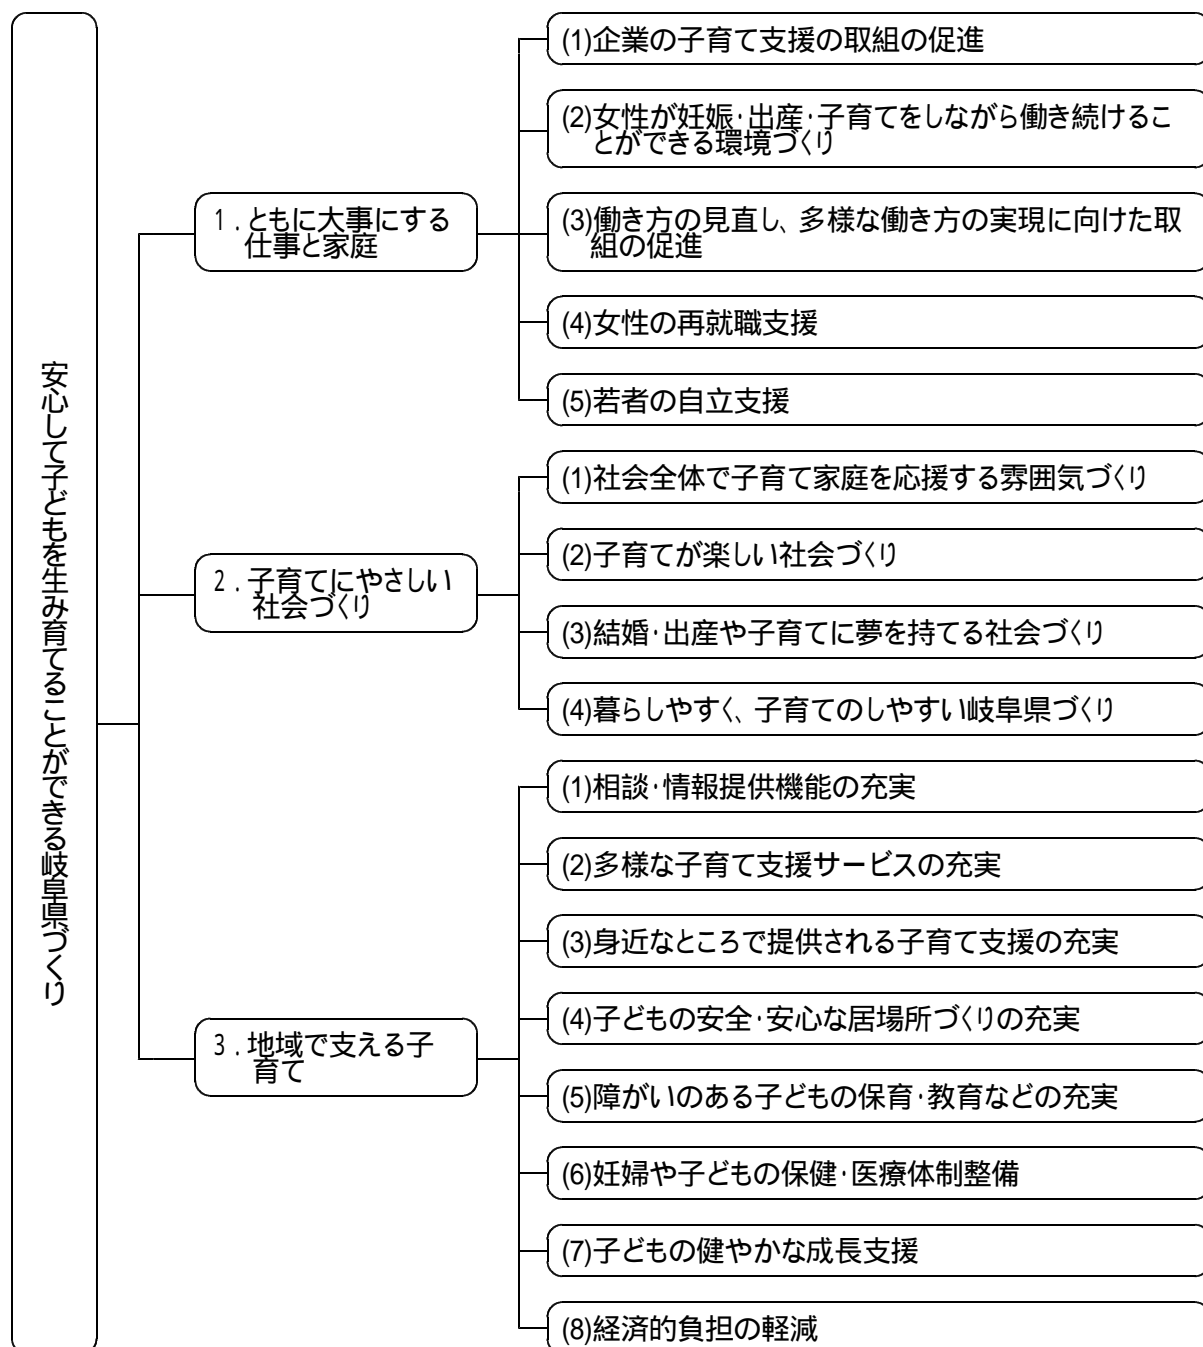 安心して子どもを生み育てることができる岐阜県づくり
1．ともに大事にする
仕事と家庭
(1)企業の子育て支援の取組の促進
(2)女性が妊娠・出産・子育てをしながら働き続けるこ
とができる環境づくり
(3)働き方の見直し、多様な働き方の実現に向けた取
組の促進
(4)女性の再就職支援
(5)若者の自立支援
2．子育てにやさしい
社会づくり
(1)社会全体で子育て家庭を応援する雰囲気づくり
(2)子育てが楽しい社会づくり
(3)結婚・出産や子育てに夢を持てる社会づくり
(4)暮らしやすく、子育てのしやすい岐阜県づくり
3．地域で支える子
育て
(1)相談・情報提供機能の充実
(2)多様な子育て支援サービスの充実
(3)身近なところで提供される子育て支援の充実
(4)子どもの安全・安心な居場所づくりの充実
(5)障がいのある子どもの保育・教育などの充実
(6)妊婦や子どもの保健・医療体制整備
(7)子どもの健やかな成長支援
(8)経済的負担の軽減